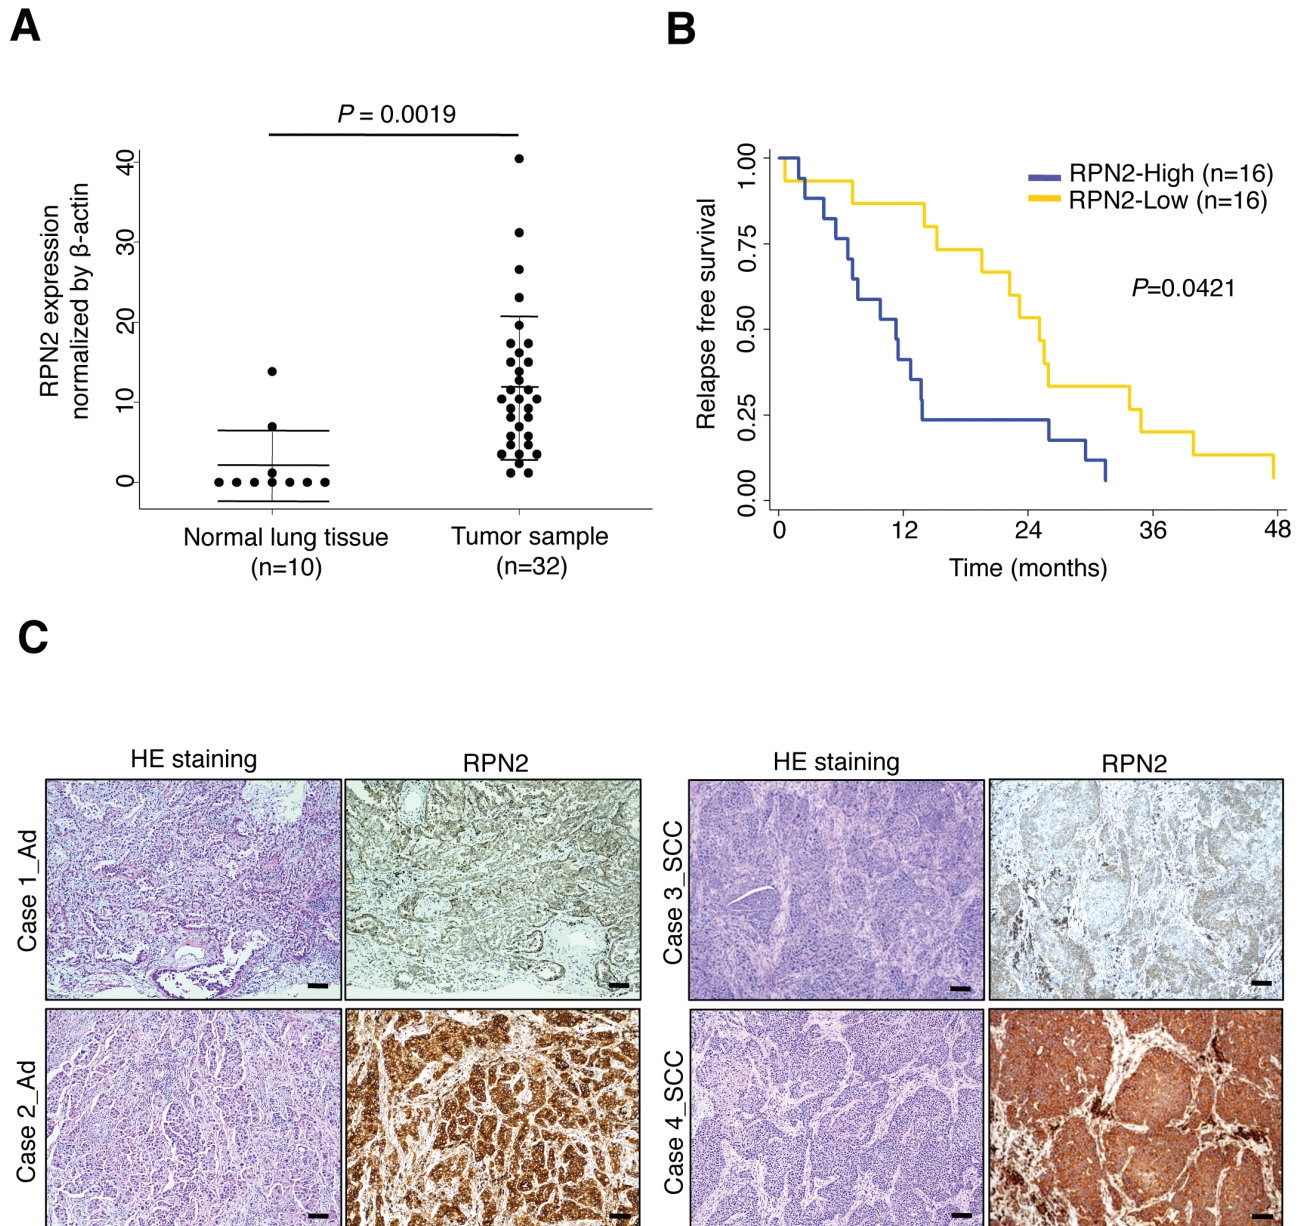 A
P = 0.0019
RPN2 expression
normalized by β-actin
40
30
20
10
0
Normal lung tissue
(n=10)
Tumor sample
(n=32)
B
Relapse free survival
1.00
0.75
0.50
0.25
0.00
RPN2-High (n=16)
RPN2-Low (n=16)
P=0.0421
0 12 24 36 48
Time (months)
C
HE staining RPN2
Case 1_Ad
Case 2_Ad
HE staining RPN2
Case 3_SCC
Case 4_SCC